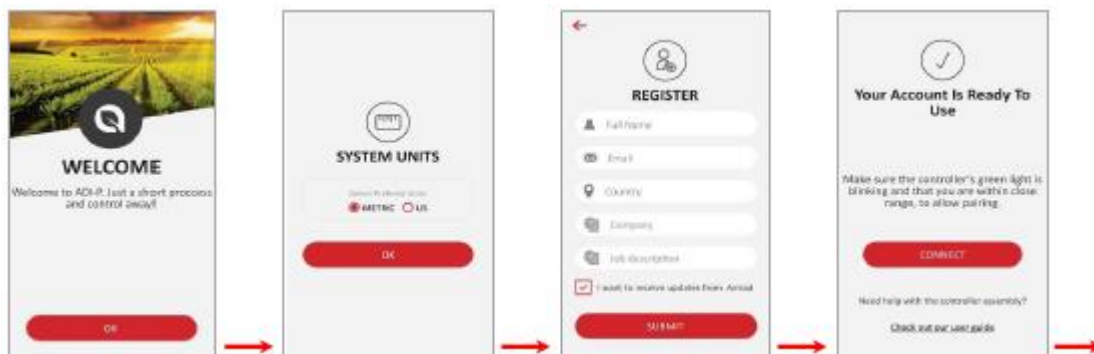 WELCOME
Welcome to ADI-P. Just a short process
and control away!!
OK
SYSTEM UNITS
Select Preferred Units
METRIC US
OK
REGISTER
Full Name
Email
Country
Company
Job description
I want to receive updates from
SUBMIT
Your Account Is Ready To
Use
Make sure the controller's green light is
blinking and that you are within close
range, to allow pairing.
CONNECT
Need help with the controller assembly?
Check out our user guide